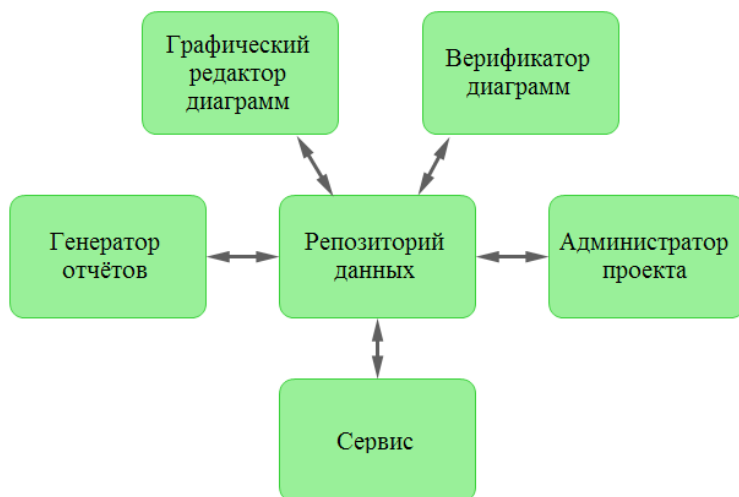 Графический
редактор
диаграмм
Верификатор
диаграмм
Генератор
отчётов
Репозиторий
данных
Администратор
проекта
Сервис